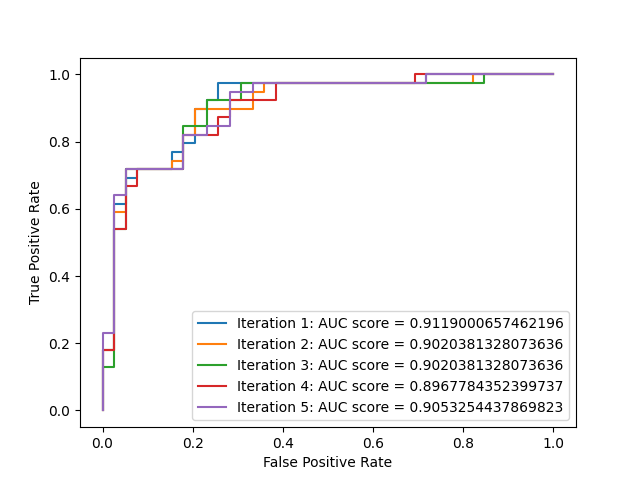 1.0
0.8
0.6
0.4
0.2
0.0
True Positive Rate
Iteration 1: AUC score = 0.9119000657462196
Iteration 2: AUC score = 0.9020381328073636
Iteration 3: AUC score = 0.9020381328073636
Iteration 4: AUC score = 0.8967784352399737
Iteration 5: AUC score = 0.9053254437869823
0.0 0.2 0.4 0.6 0.8 1.0
False Positive Rate